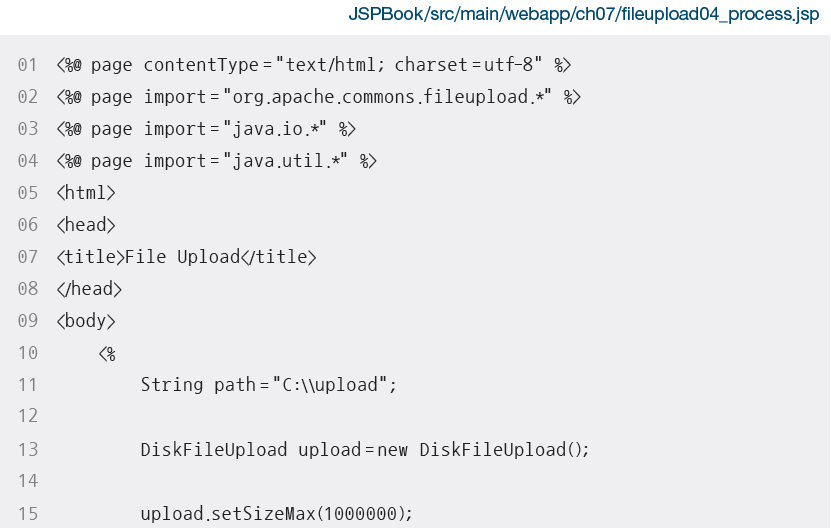 JSPBook/src/main/webapp/ch07/fileupload04_process.jsp
01 <%@ page contentType="text/html; charset=utf-8" %>
02 <%@ page import="org.apache.commons.fileupload.*" %>
03 <%@ page import="java.io.*" %>
04 <%@ page import="java.util.*" %>
05 <html>
06 <head>
07 <title>File Upload</title>
08 </head>
09 <body>
10 <%
11 String path="C:\\upload";
12
13 DiskFileUpload upload=new DiskFileUpload();
14
15 upload.setSizeMax(1000000);